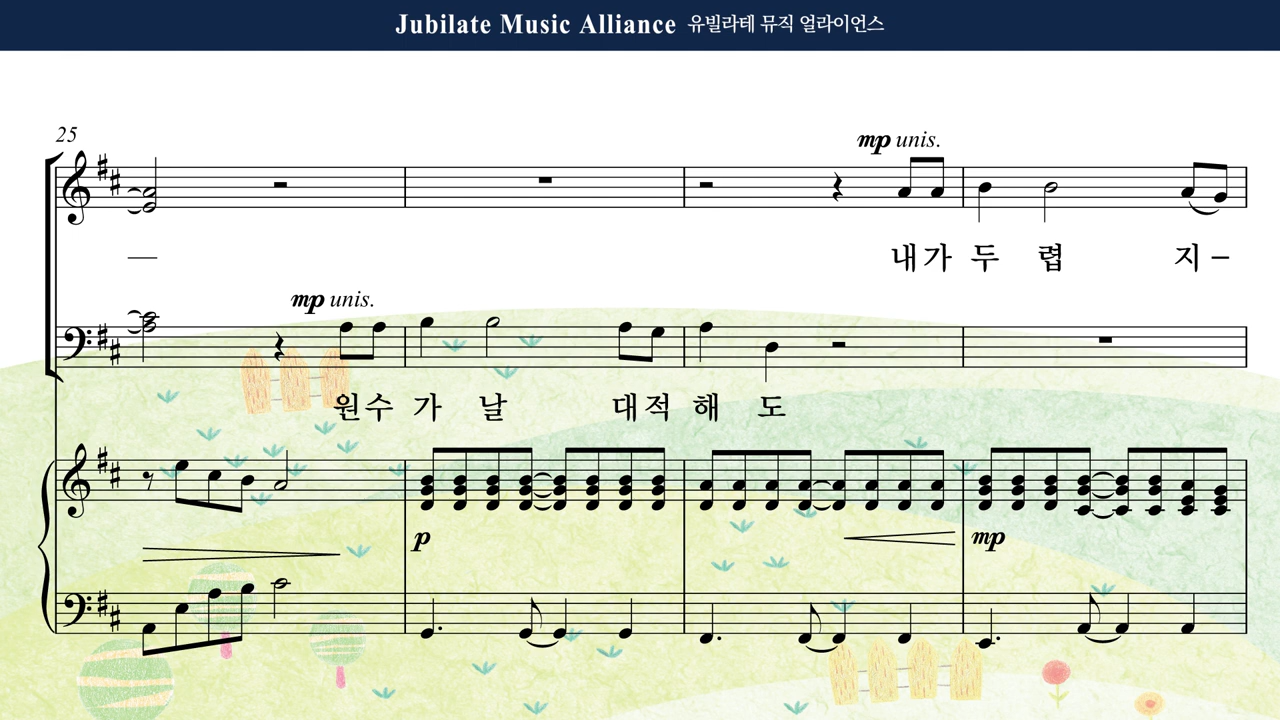 Jubilate Music Alliance 유빌라테 뮤직 얼라이언스
25
mp unis.
내가 두 렵 지 –
mp unis.
원수 가 날 대적 해 도
p
mp